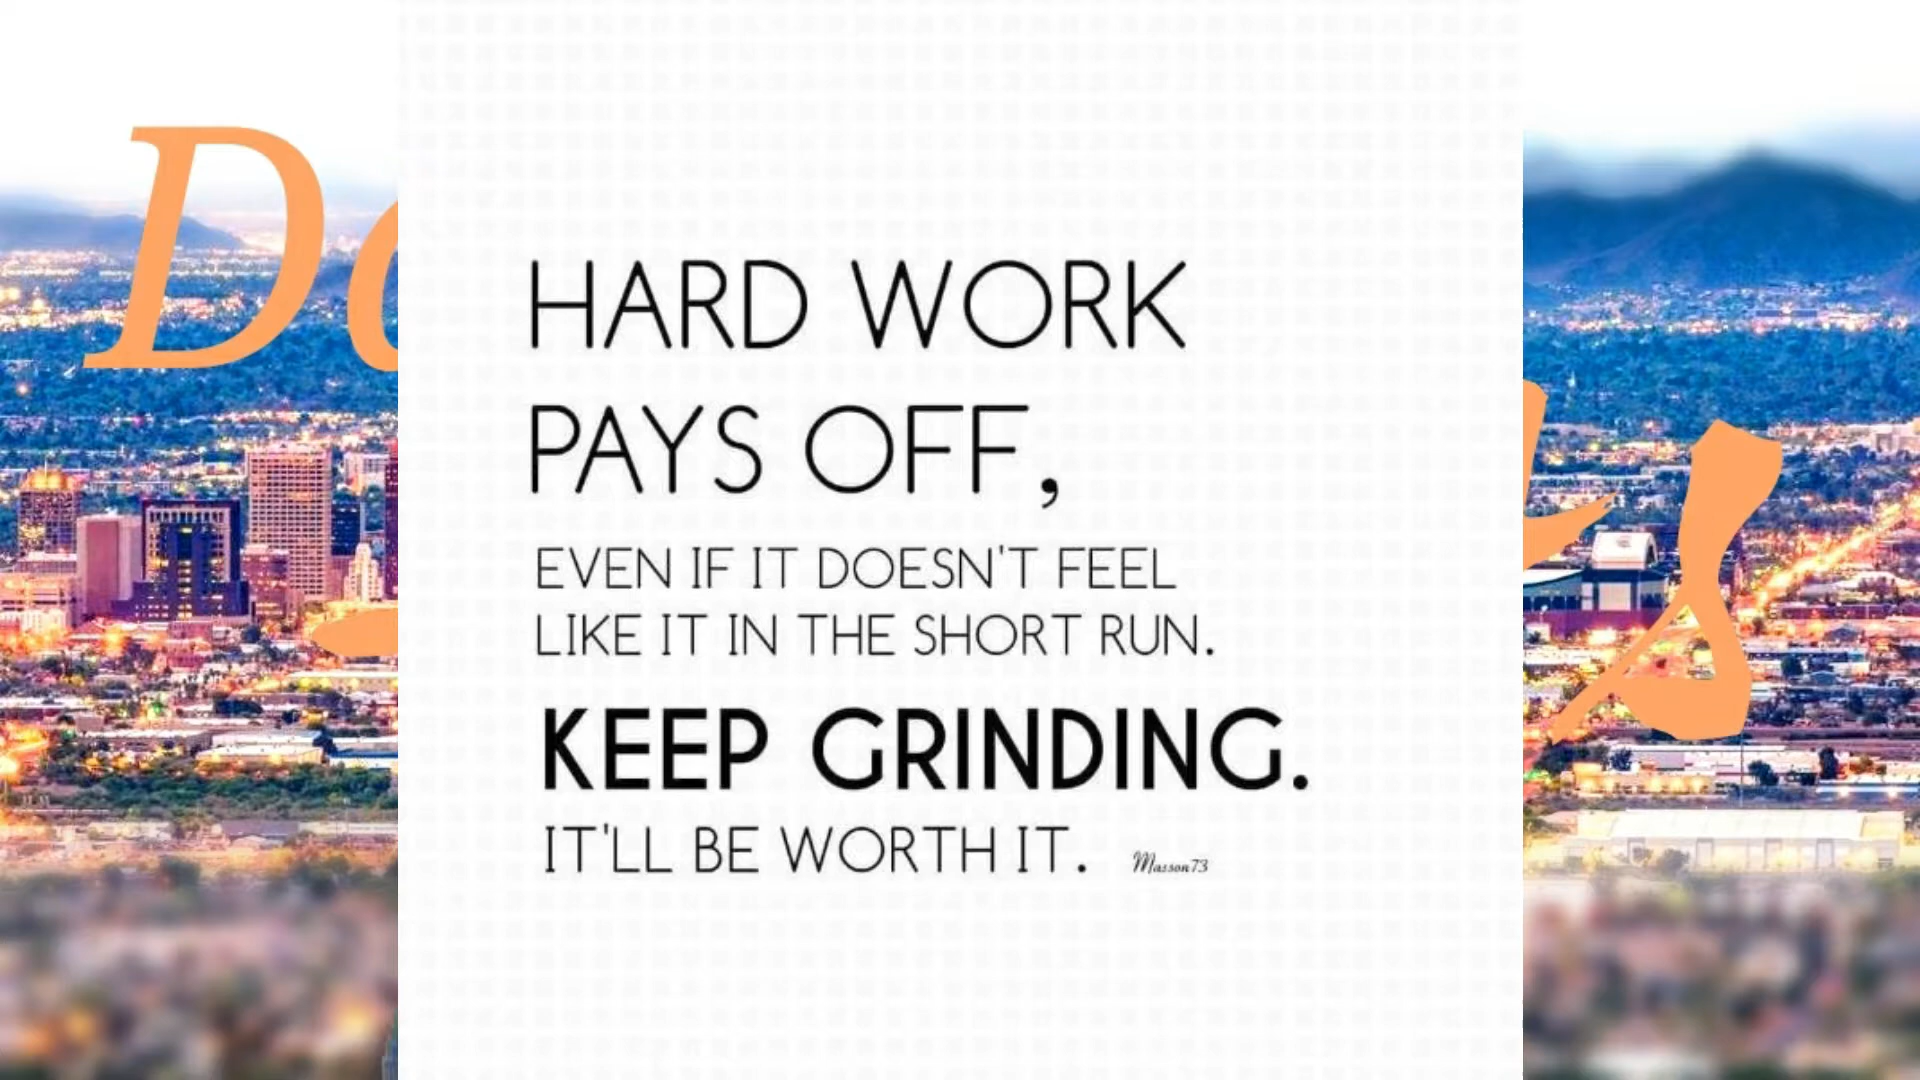 HARD WORK
PAYS OFF,
EVEN IF IT DOESN'T FEEL
LIKE IT IN THE SHORT RUN.
KEEP GRINDING.
IT'LL BE WORTH IT. Masson73